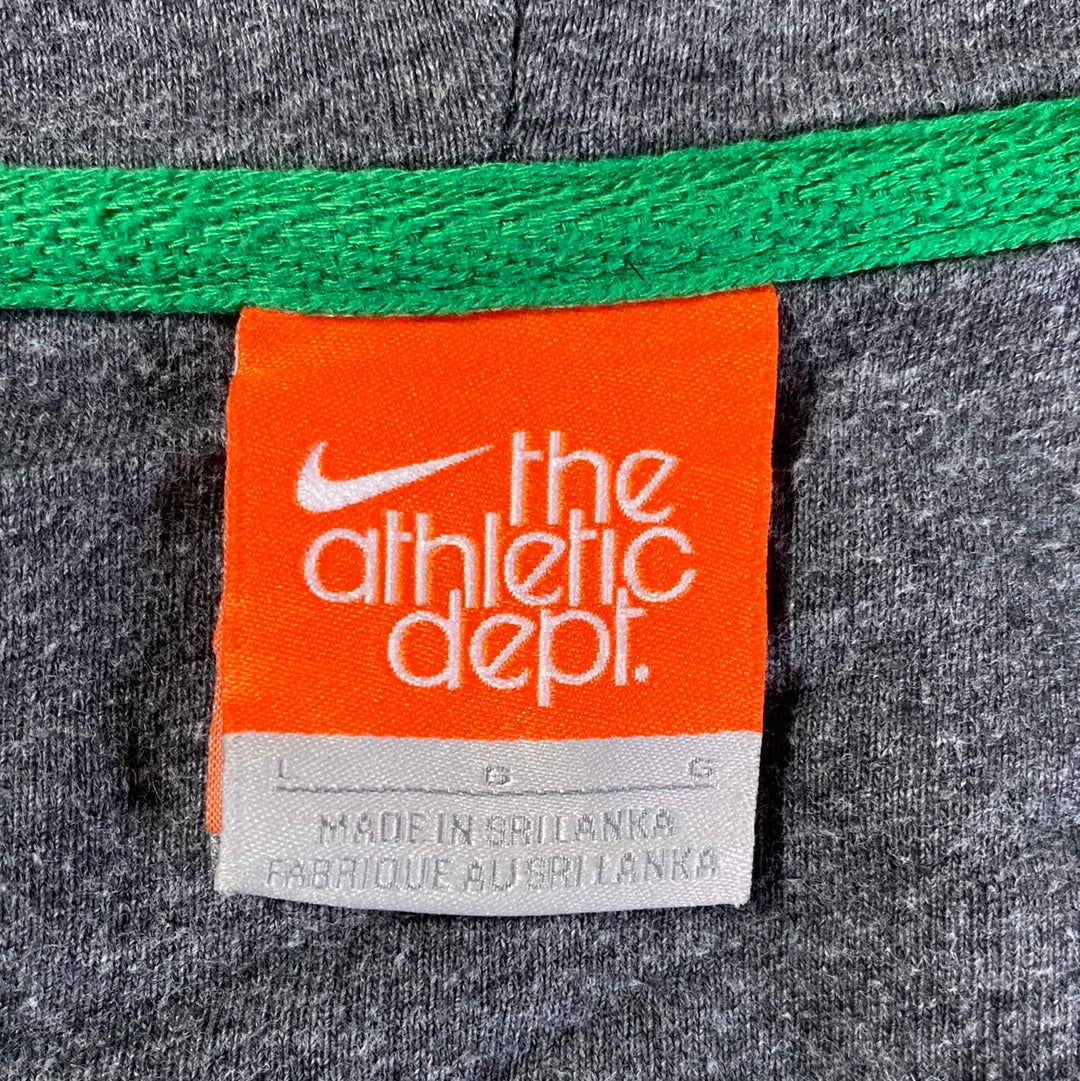 the
athletic
dept.
L G G
MADE IN SRI LANKA
FABRIQUE AU SRI LANKA